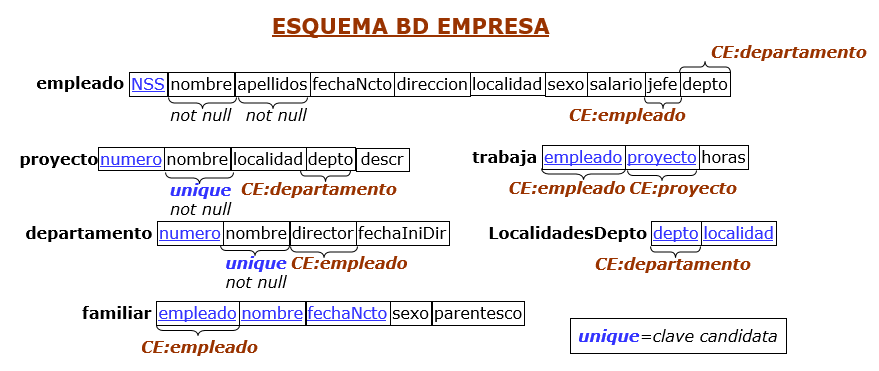 ESQUEMA BD EMPRESA
CE:departamento
empleado NSS nombre apellidos fechaNcto direccion localidad sexo salario jefe depto
not null not null CE:empleado
proyecto numero nombre localidad depto descr
unique CE:departamento
not null
trabaja empleado proyecto horas
CE:empleado CE:proyecto
departamento numero nombre director fechaIniDir
unique CE:empleado
not null
LocalidadesDepto depto localidad
CE:departamento
familiar empleado nombre fechaNcto sexo parentesco
CE:empleado
unique=clave candidata